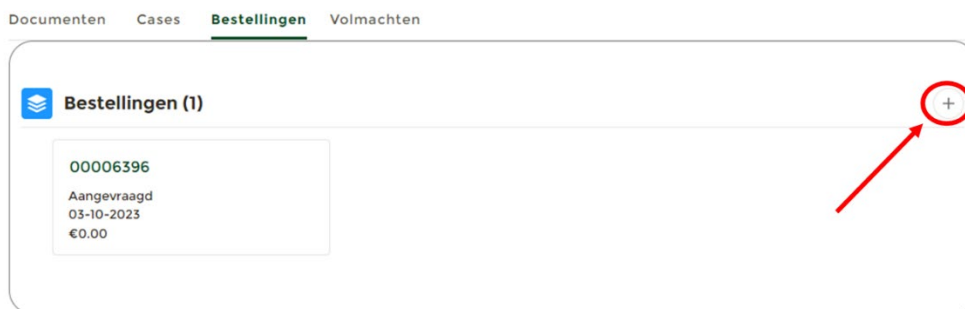 Documenten Cases Bestellingen Volmachten
Bestellingen (1)
+
00006396
Aangevraagd
03-10-2023
€0.00